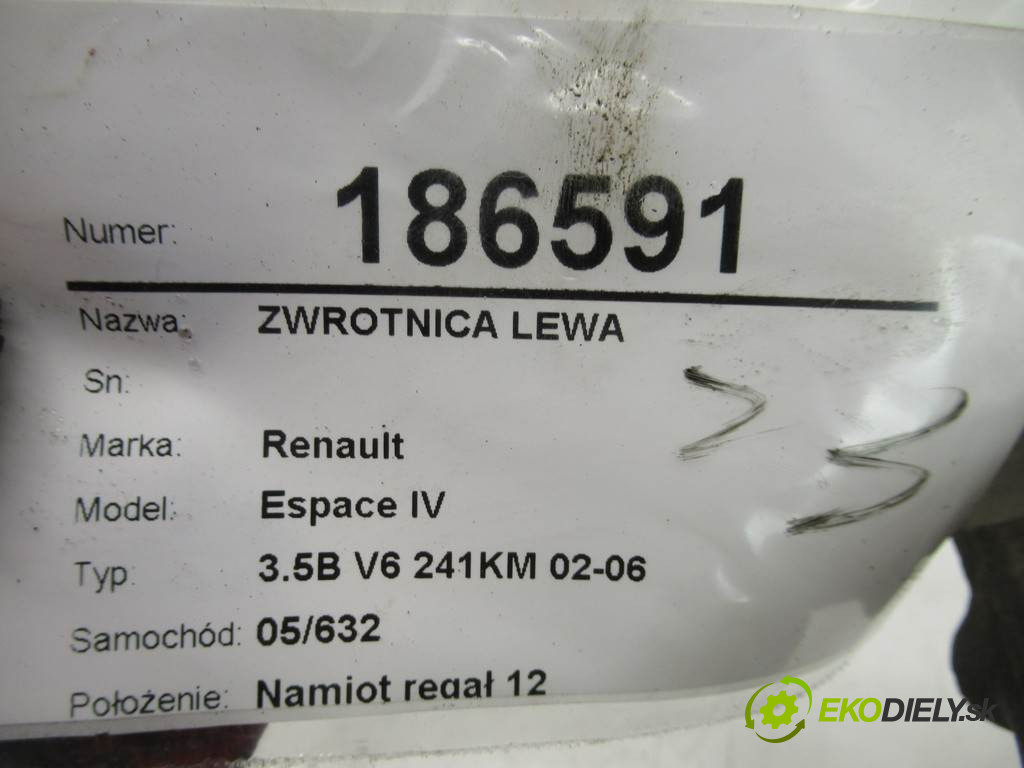 Numer: 186591
Nazwa: ZWROTNICA LEWA
Sn:
Marka: Renault
Model: Espace IV
Typ: 3.5B V6 241KM 02-06
Samochód: 05/632
Położenie: Namiot regał 12
EKODIELY.sk